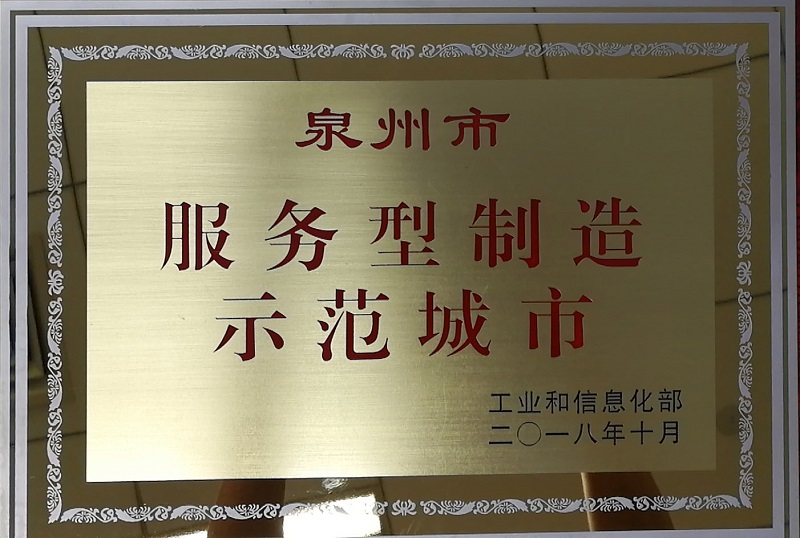 泉州市
服务型制造
示范城市
工业和信息化部
二〇一八年十月